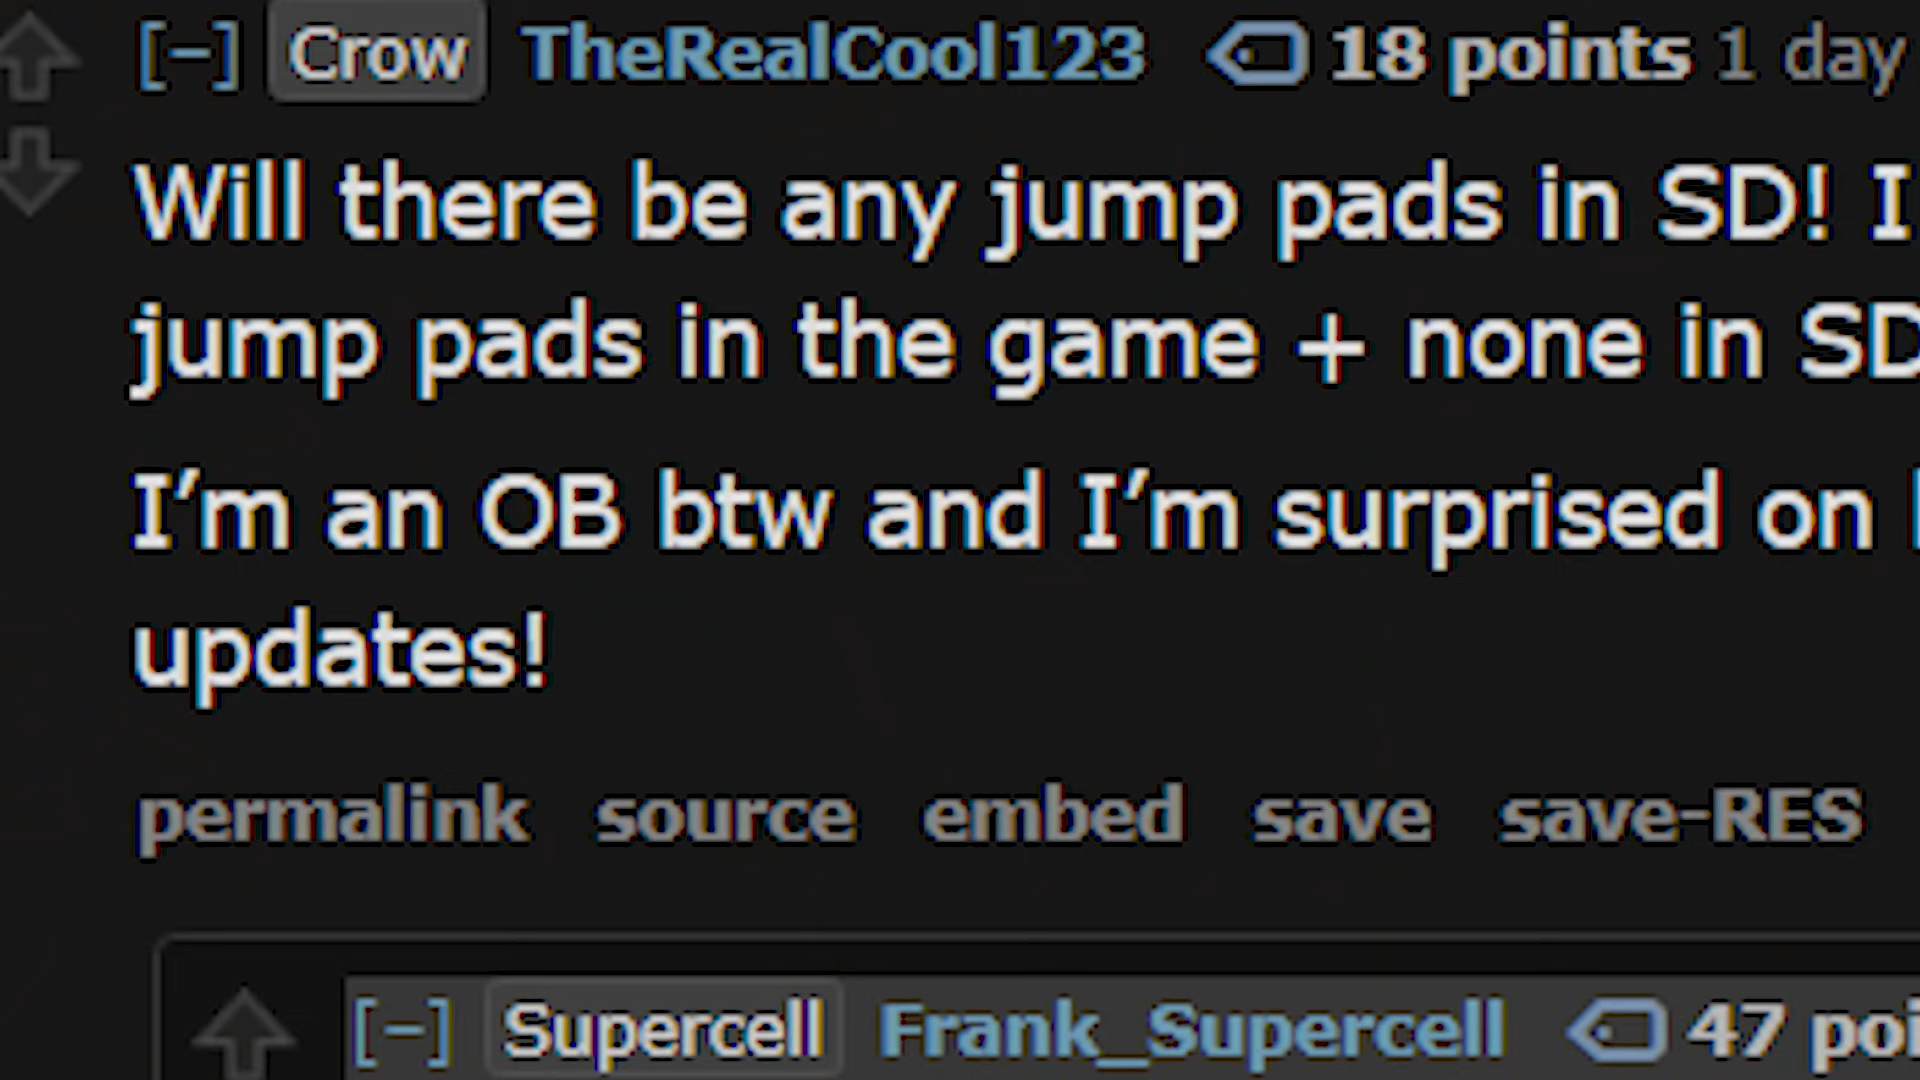 [−] Crow TheRealCool123 18 points 1 day
Will there be any jump pads in SD! I
jump pads in the game + none in SD
I’m an OB btw and I’m surprised on
updates!
permalink source embed save save-RES
[−] Supercell Frank_Supercell 47